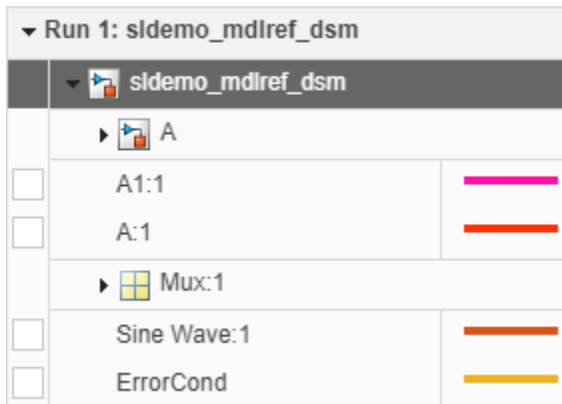 Run 1: sldemo_mdlref_dsm
sldemo_mdlref_dsm
A
A1:1
A:1
Mux:1
Sine Wave:1
ErrorCond